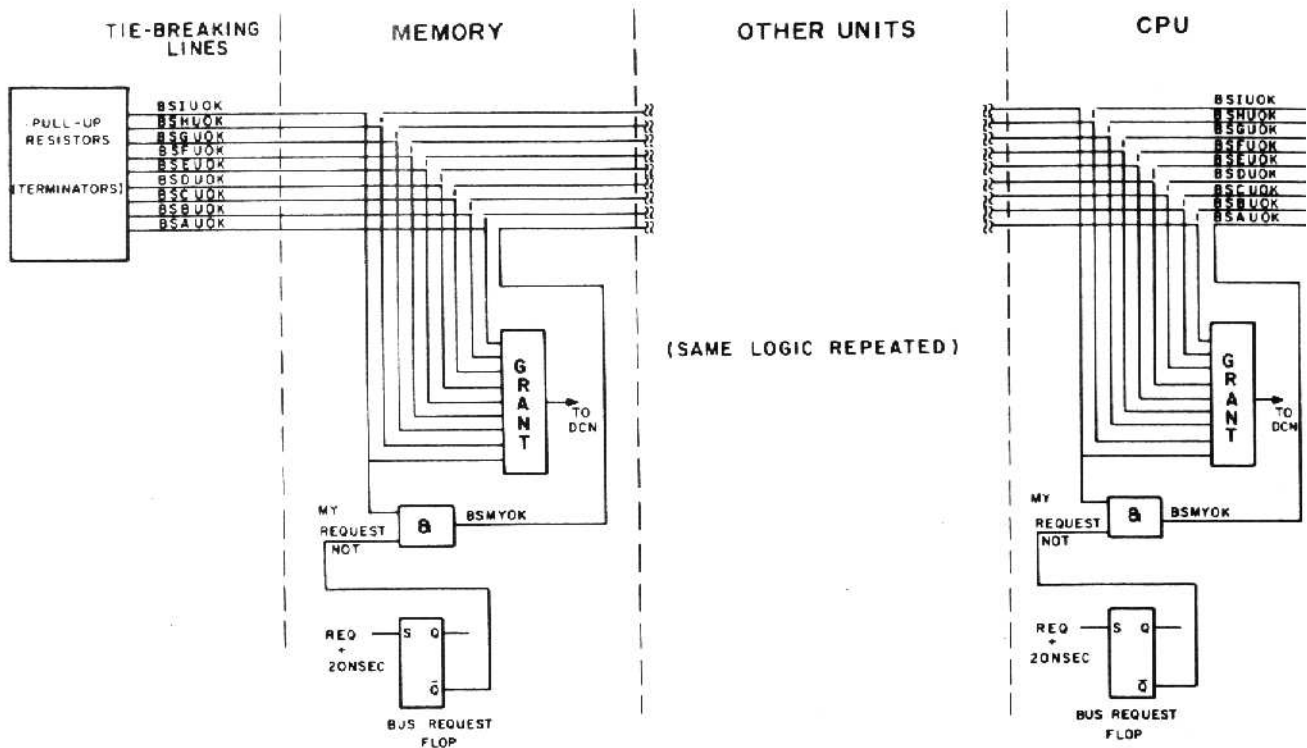 TIE-BREAKING
LINES
MEMORY
OTHER UNITS
CPU
PULL-UP
RESISTORS
(TERMINATORS)
BSIUOK
BSHUOK
BSGUOK
BSFUOK
BSEUOK
BSDUOK
BSCUOK
BSBUOK
BSAUOK
BSIUOK
BSHUOK
BSGUOK
BSFUOK
BSEUOK
BSDUOK
BSCUOK
BSBUOK
BSAUOK
(SAME LOGIC REPEATED)
GRANT
TO
DCN
MY
REQUEST
NOT
&
BSMYOK
REQ
+
20NSEC
S Q
Q̅
BUS REQUEST
FLOP
GRANT
TO
DCN
MY
REQUEST
NOT
&
BSMYOK
REQ
+
20NSEC
S Q
Q̅
BUS REQUEST
FLOP